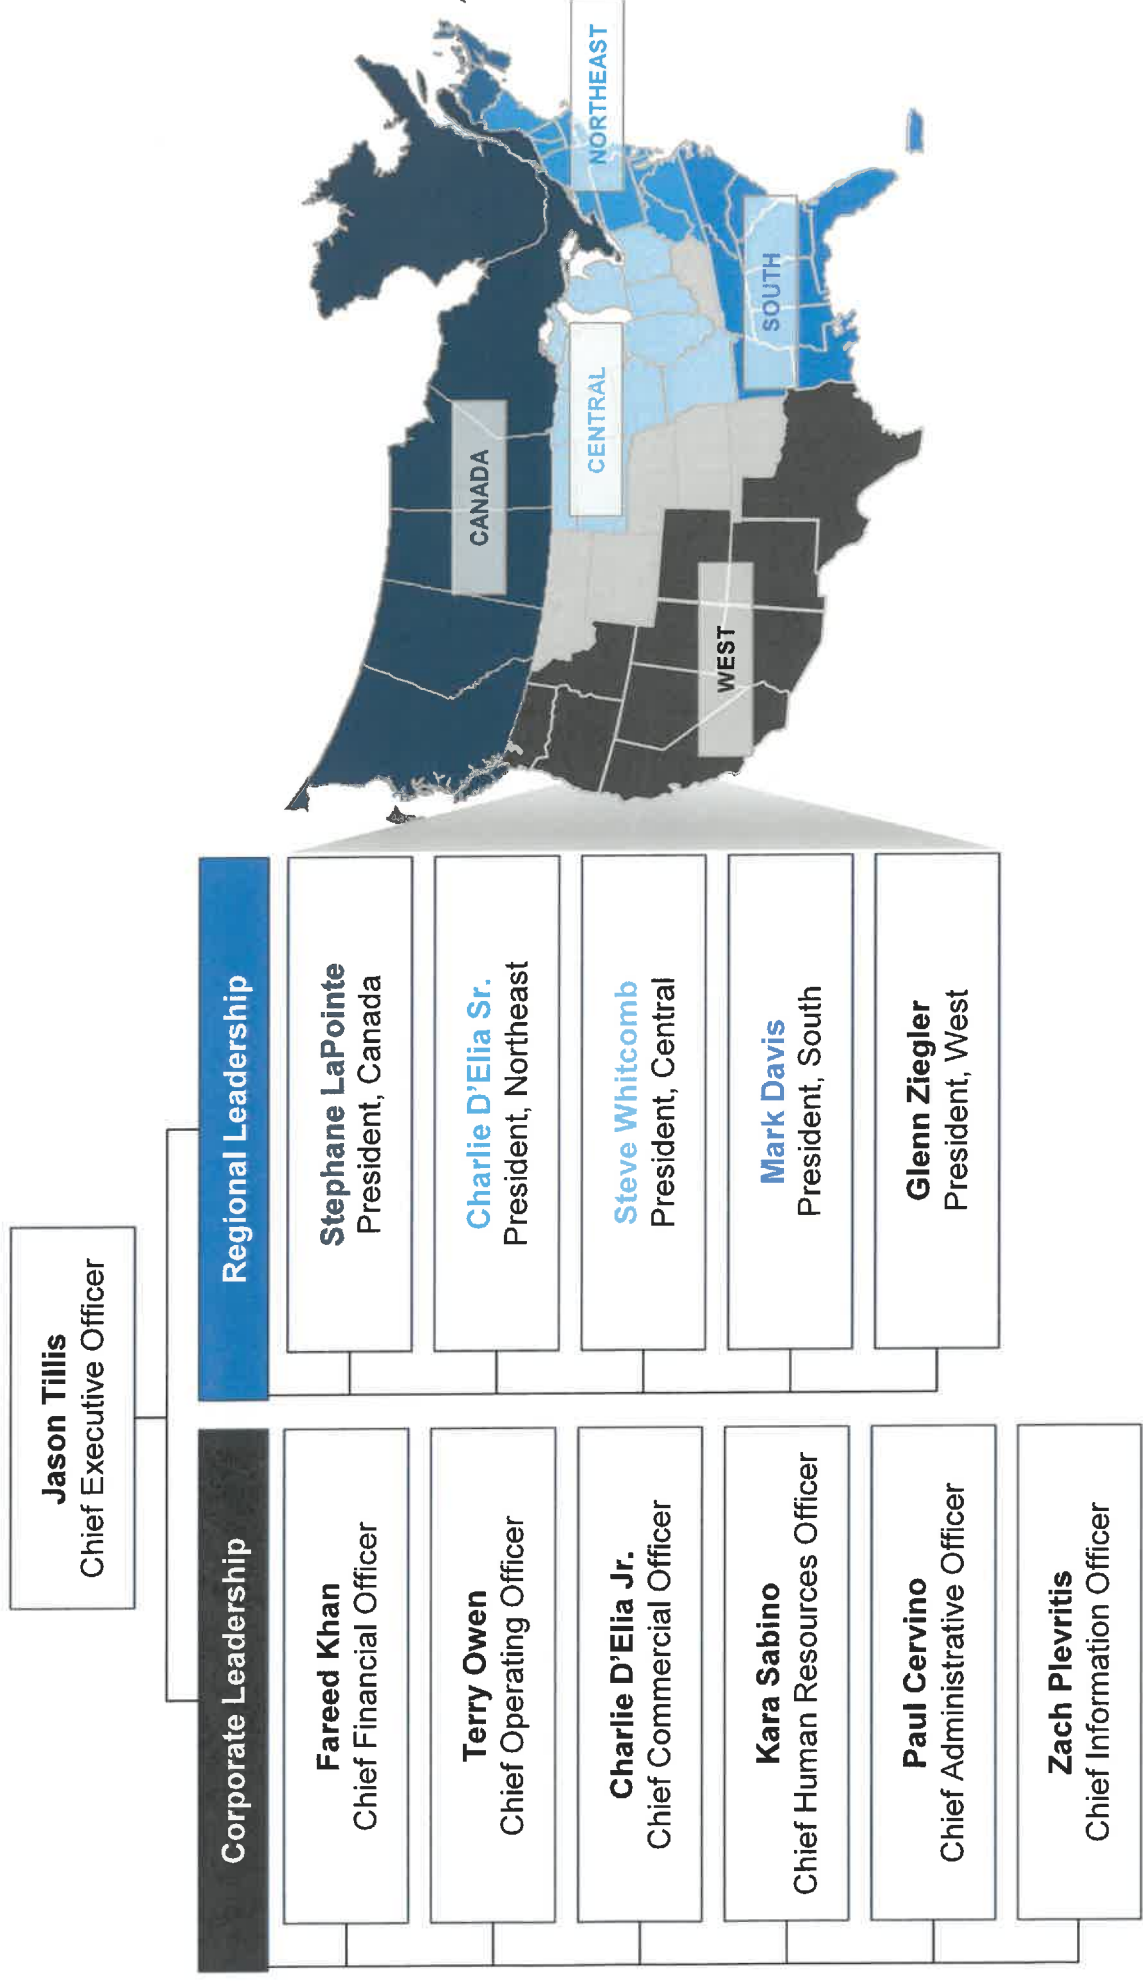 Jason Tillis
Chief Executive Officer
Corporate Leadership
Fareed Khan
Chief Financial Officer
Terry Owen
Chief Operating Officer
Charlie D'Elia Jr.
Chief Commercial Officer
Kara Sabino
Chief Human Resources Officer
Paul Cervino
Chief Administrative Officer
Zach Plevritis
Chief Information Officer
Regional Leadership
Stephane LaPointe
President, Canada
Charlie D'Elia Sr.
President, Northeast
Steve Whitcomb
President, Central
Mark Davis
President, South
Glenn Ziegler
President, West
CANADA
NORTHEAST
CENTRAL
SOUTH
WEST